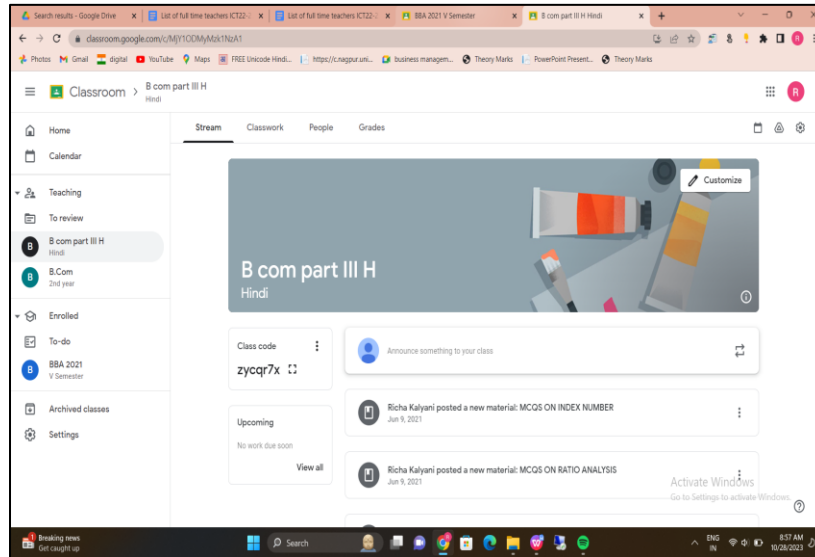 Search results - Google Drive
List of full time teachers ICT22-
List of full time teachers ICT22-
BBA 2021 V Semester
B com part III H Hindi
classroom.google.com/c/MjY1ODMyMzk1NzA1
Photos
Gmail
digital
YouTube
Maps
FREE Unicode Hindi...
https//c.nagpur.uni...
business managem...
Theory Marks
PowerPoint Present...
Theory Marks
Classroom
B com part III H
Hindi
R
Home
Calendar
Teaching
To review
B
B com part III H
Hindi
B
B.Com
2nd year
Enrolled
To-do
B
BBA 2021
V Semester
Archived classes
Settings
Stream
Classwork
People
Grades
Customize
B com part III H
Hindi
Class code
zycqr7x
Upcoming
No work due soon
View all
Announce something to your class
Richa Kalyani posted a new material: MCQS ON INDEX NUMBER
Jun 9, 2021
Richa Kalyani posted a new material: MCQS ON RATIO ANALYSIS
Jun 9, 2021
Activate Windows
Go to Settings to activate Windows.
Breaking news
Get caught up
Search
ENG
IN
8:57 AM
10/28/2023